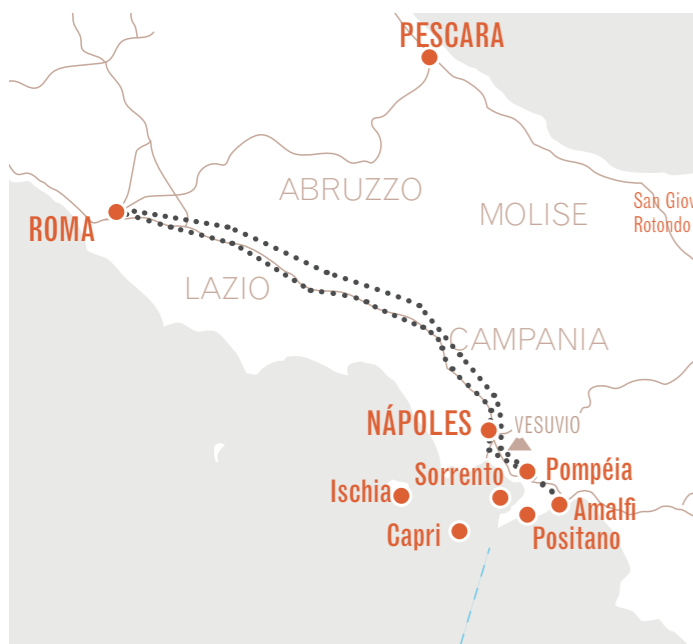 PESCARA
ABRUZZO
MOLISE
San Giov
Rotondo
ROMA
LAZIO
CAMPANIA
NÁPOLES
VESUVIO
Sorrento
Pompéia
Ischia
Amalfi
Capri
Positano